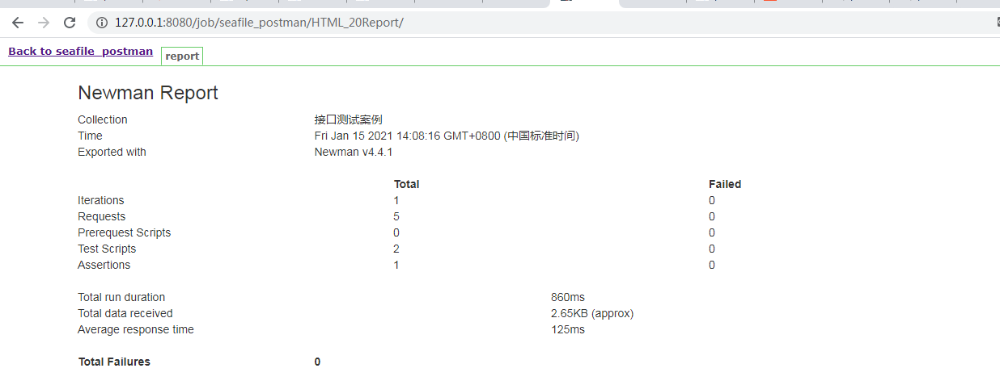 127.0.0.1:8080/job/seafile_postman/HTML_20Report/
Back to seafile_postman report
Newman Report
Collection 接口测试案例
Time Fri Jan 15 2021 14:08:16 GMT+0800 (中国标准时间)
Exported with Newman v4.4.1
Total Failed
Iterations 1 0
Requests 5 0
Prerequest Scripts 0 0
Test Scripts 2 0
Assertions 1 0
Total run duration 860ms
Total data received 2.65KB (approx)
Average response time 125ms
Total Failures 0